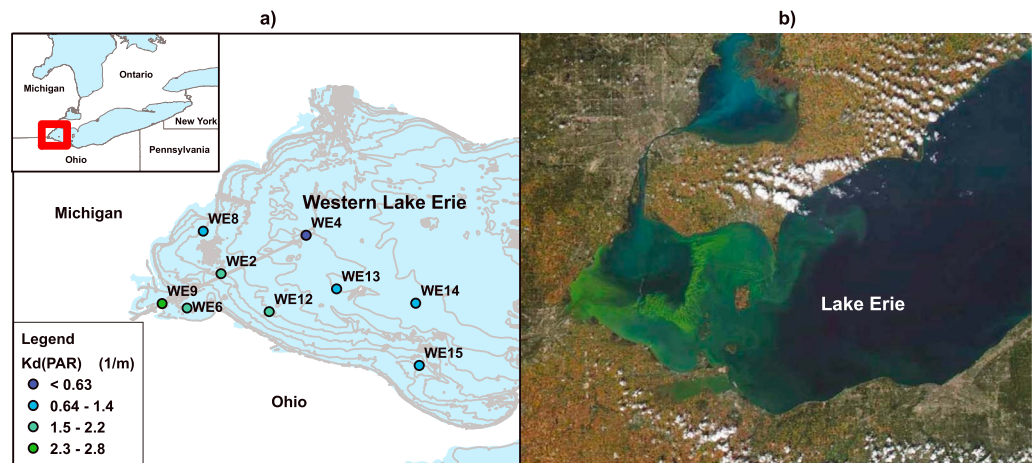 a)
b)
Ontario
Michigan
New York
Pennsylvania
Ohio
Michigan
Western Lake Erie
WE8
WE4
WE2
WE13
WE14
WE9
WE6
WE12
WE15
Ohio
Legend
Kd(PAR) (1/m)
< 0.63
0.64 - 1.4
1.5 - 2.2
2.3 - 2.8
Lake Erie